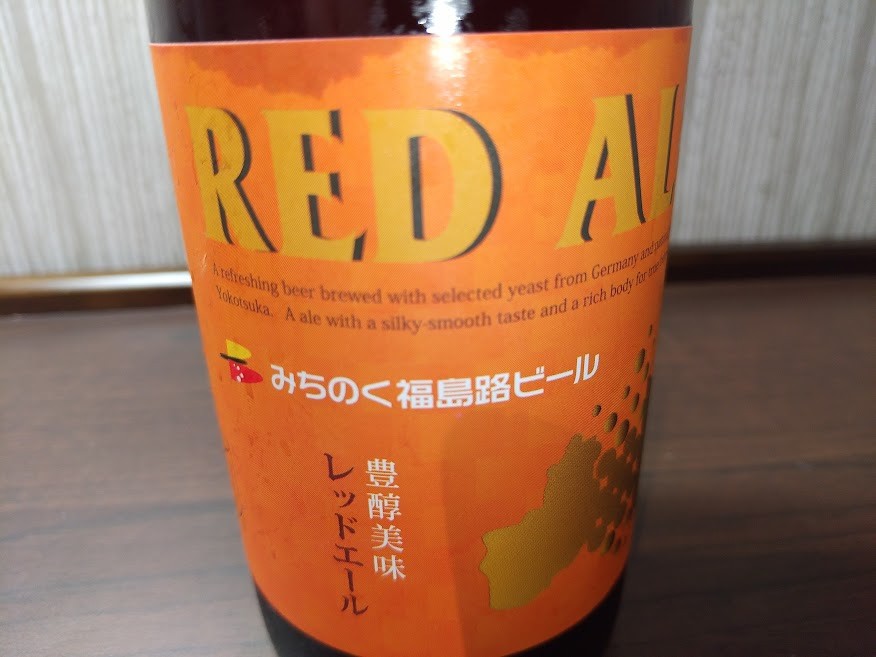 RED AL
A refreshing beer brewed with selected yeast from Germany and
Yokotsuka. A ale with a silky-smooth taste and a rich body for
みちのく福島路ビール
豊醇美味
レッドエール